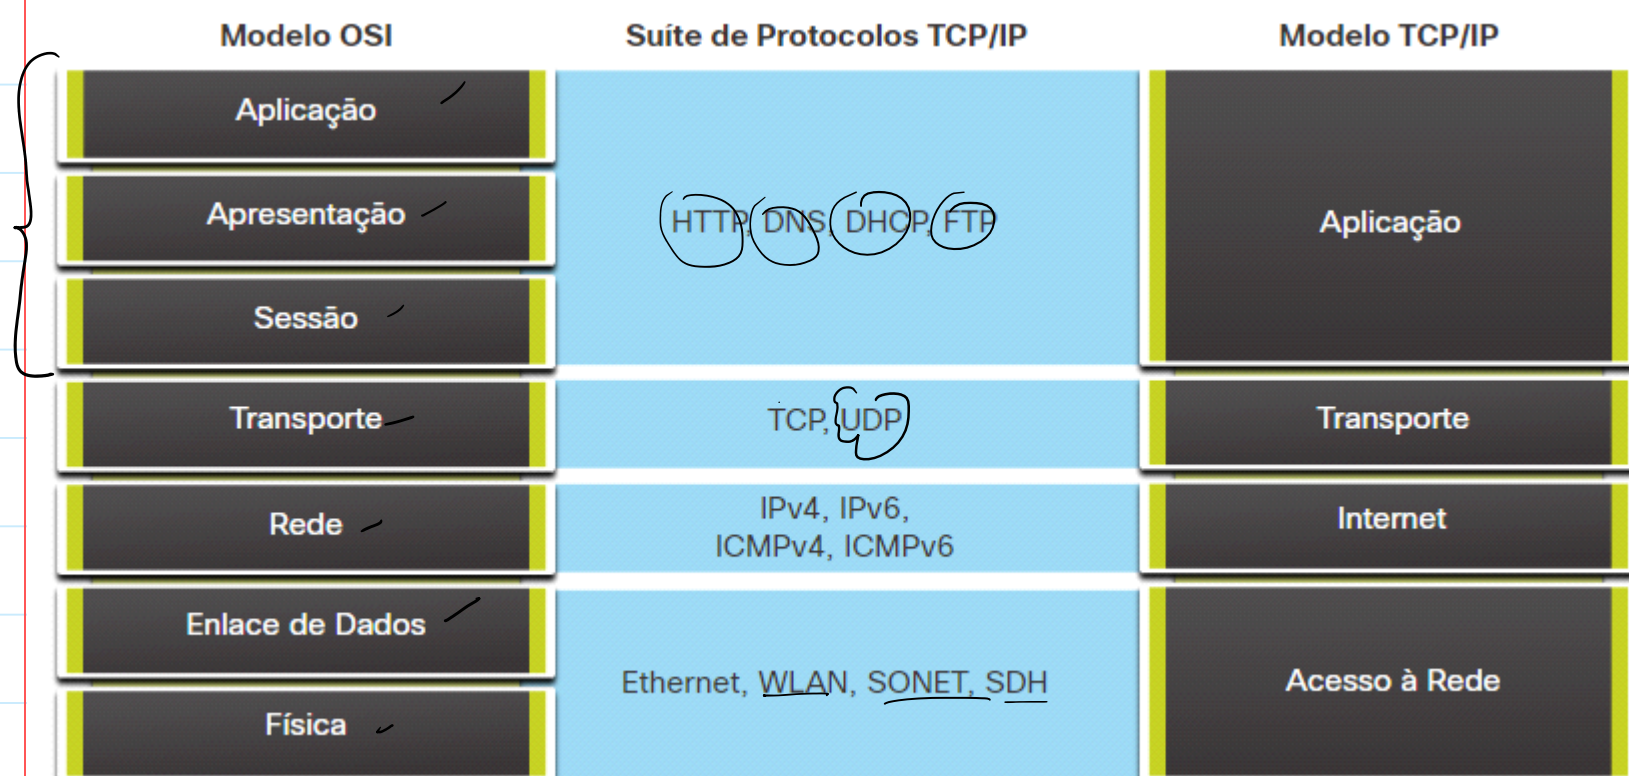 Modelo OSI
Suíte de Protocolos TCP/IP
Modelo TCP/IP
Aplicação
Apresentação
Sessão
Transporte
Rede
Enlace de Dados
Física
HTTP, DNS, DHCP, FTP
TCP, UDP
IPv4, IPv6,
ICMPv4, ICMPv6
Ethernet, WLAN, SONET, SDH
Aplicação
Transporte
Internet
Acesso à Rede